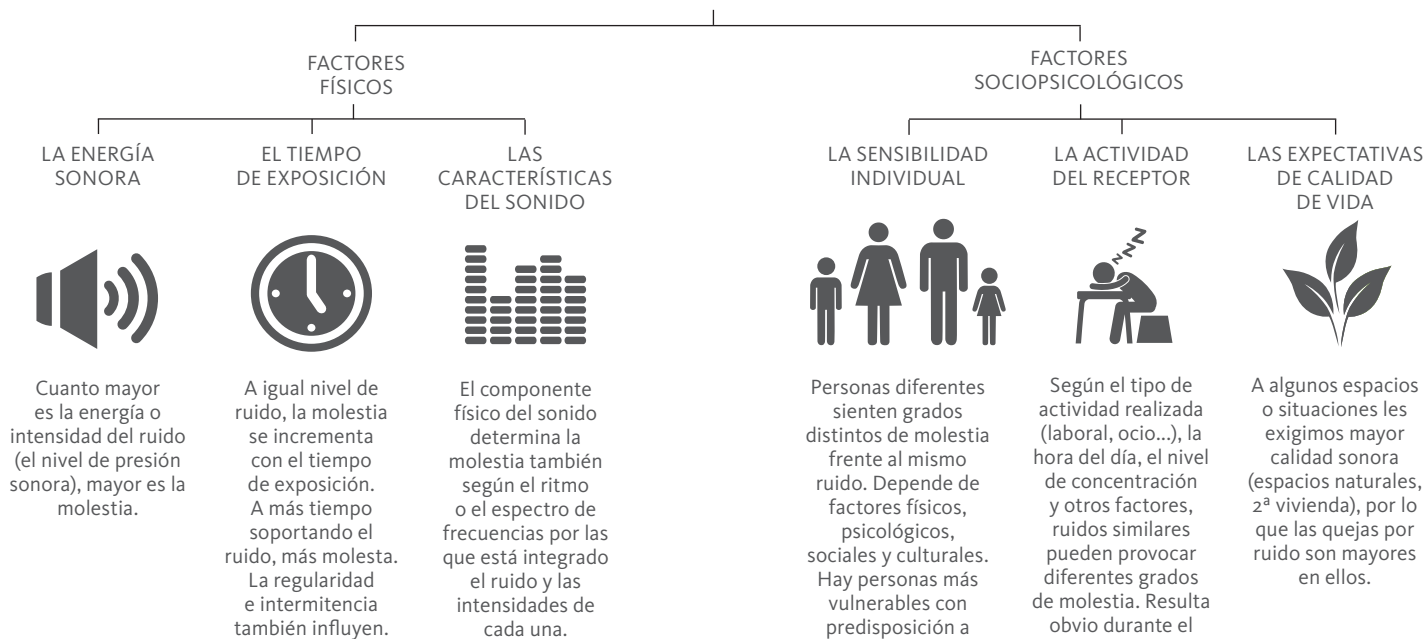 FACTORES
FÍSICOS
FACTORES
SOCIOPSICOLÓGICOS
LA ENERGÍA
SONORA
EL TIEMPO
DE EXPOSICIÓN
LAS
CARACTERÍSTICAS
DEL SONIDO
LA SENSIBILIDAD
INDIVIDUAL
LA ACTIVIDAD
DEL RECEPTOR
LAS EXPECTATIVAS
DE CALIDAD
DE VIDA
z z Z Z
Cuanto mayor
es la energía o
intensidad del ruido
(el nivel de presión
sonora), mayor es la
molestia.
A igual nivel de
ruido, la molestia
se incrementa
con el tiempo
de exposición.
A más tiempo
soportando el
ruido, más molesta.
La regularidad
e intermitencia
también influyen.
El componente
físico del sonido
determina la
molestia también
según el ritmo
o el espectro de
frecuencias por las
que está integrado
el ruido y las
intensidades de
cada una.
Personas diferentes
sienten grados
distintos de molestia
frente al mismo
ruido. Depende de
factores físicos,
psicológicos,
sociales y culturales.
Hay personas más
vulnerables con
predisposición a
Según el tipo de
actividad realizada
(laboral, ocio...), la
hora del día, el nivel
de concentración
y otros factores,
ruidos similares
pueden provocar
diferentes grados
de molestia. Resulta
obvio durante el
A algunos espacios
o situaciones les
exigimos mayor
calidad sonora
(espacios naturales,
2ª vivienda), por lo
que las quejas por
ruido son mayores
en ellos.